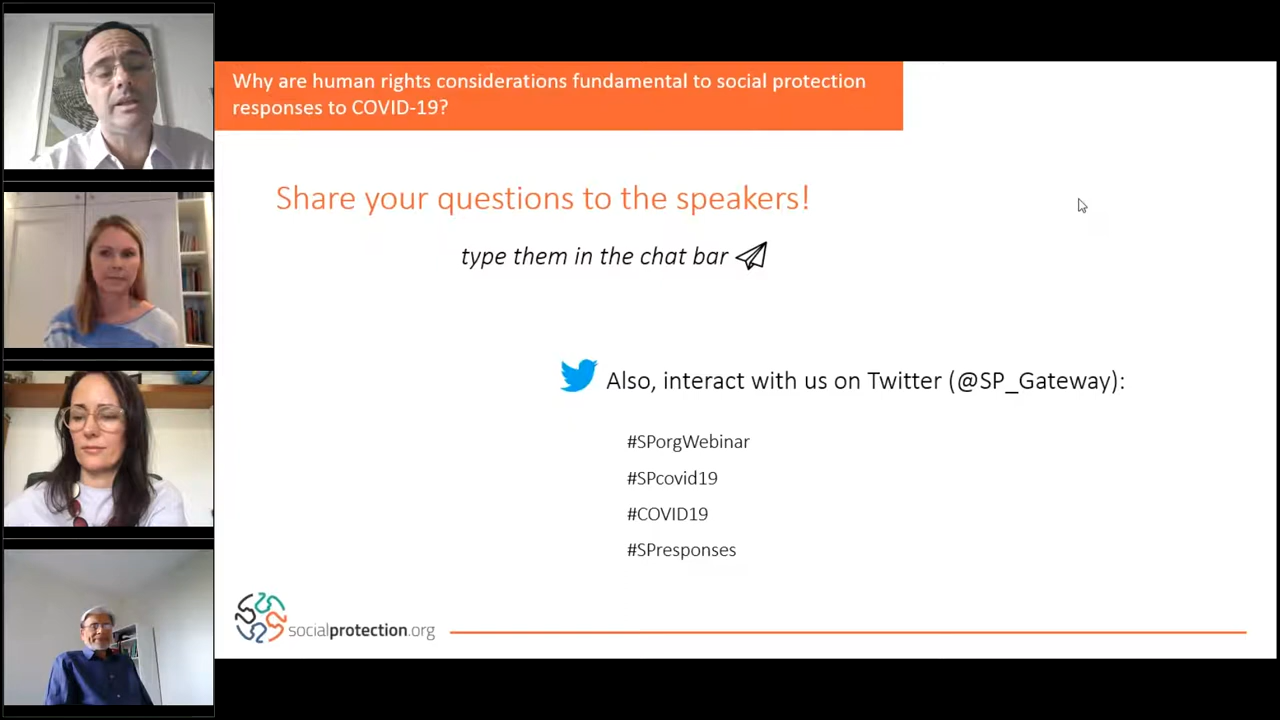 Why are human rights considerations fundamental to social protection
responses to COVID-19?
Share your questions to the speakers!
type them in the chat bar
Also, interact with us on Twitter (@SP_Gateway):
#SPorgWebinar
#SPcovid19
#COVID19
#SPresponses
socialprotection.org